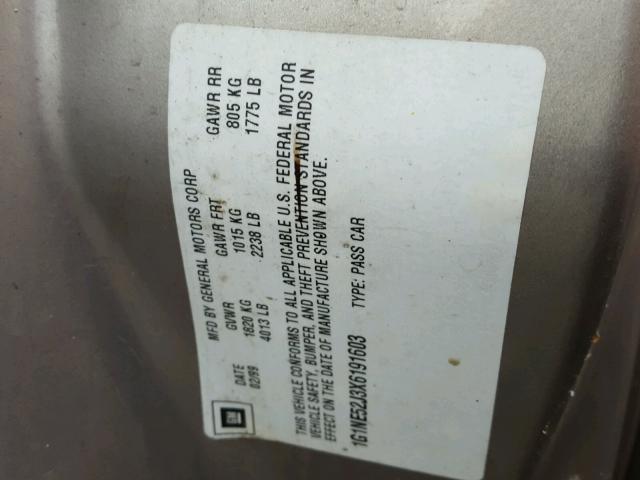 MFD BY GENERAL MOTORS CORP
DATE GVWR GAWR FRT GAWR RR
02/99 1820 KG 1015 KG 805 KG
4013 LB 2238 LB 1775 LB
GM
THIS VEHICLE CONFORMS TO ALL APPLICABLE U.S. FEDERAL MOTOR
VEHICLE SAFETY, BUMPER, AND THEFT PREVENTION STANDARDS IN
EFFECT ON THE DATE OF MANUFACTURE SHOWN ABOVE.
1G1NE52J3X6191603 TYPE: PASS CAR